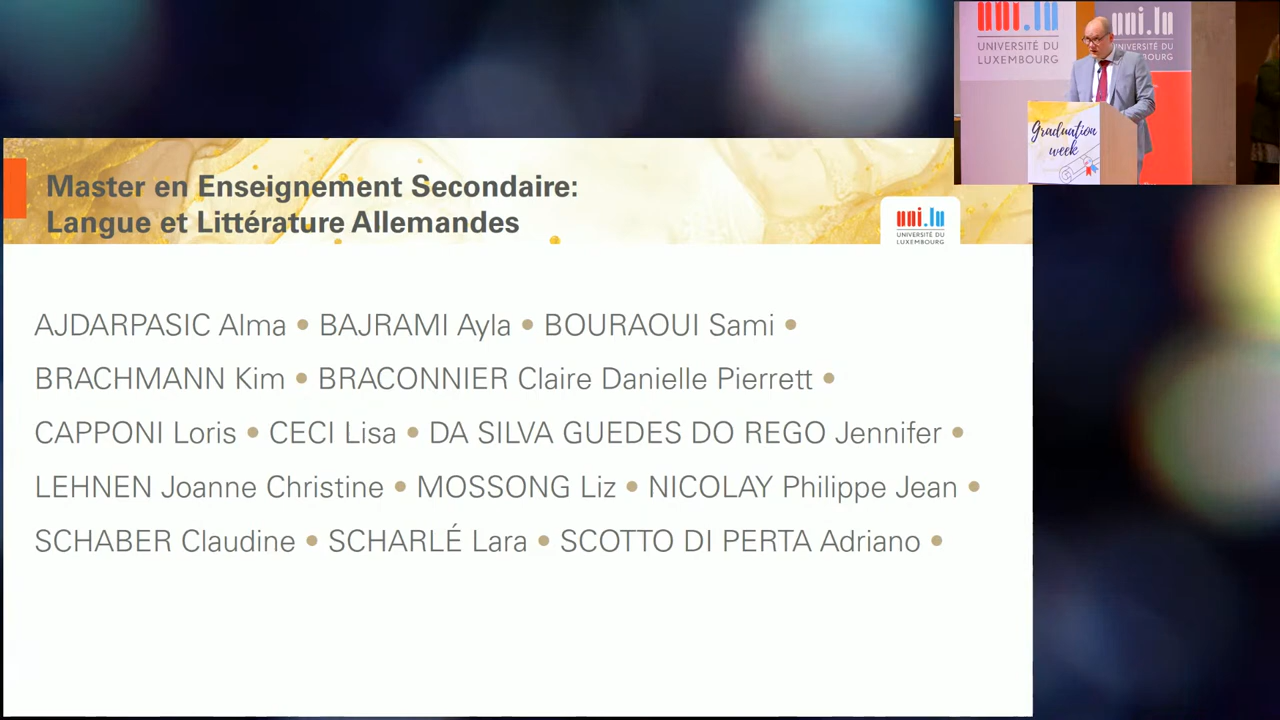 uni.lu
UNIVERSITÉ DU
LUXEMBOURG
uni.lu
UNIVERSITÉ DU
LUXEMBOURG
Graduation
week
Master en Enseignement Secondaire:
Langue et Littérature Allemandes
uni.lu
UNIVERSITÉ DU
LUXEMBOURG
AJDARPASIC Alma • BAJRAMI Ayla • BOURAOUI Sami •
BRACHMANN Kim • BRACONNIER Claire Danielle Pierrett •
CAPPONI Loris • CECI Lisa • DA SILVA GUEDES DO REGO Jennifer •
LEHNEN Joanne Christine • MOSSONG Liz • NICOLAY Philippe Jean •
SCHABER Claudine • SCHARLÉ Lara • SCOTTO DI PERTA Adriano •